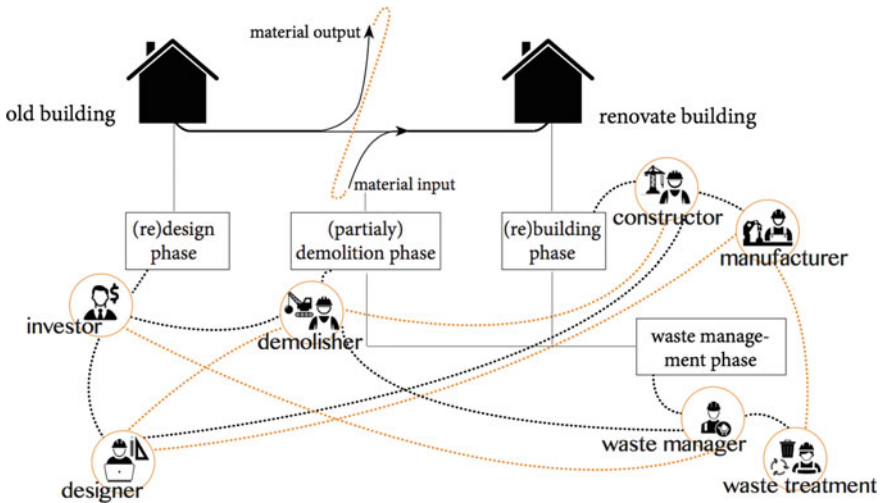 material output
old building
renovate building
material input
(re)design
phase
(partialy)
demolition phase
(re)building
phase
constructor
manufacturer
investor
demolisher
waste manage-
ment phase
designer
waste manager
waste treatment
$